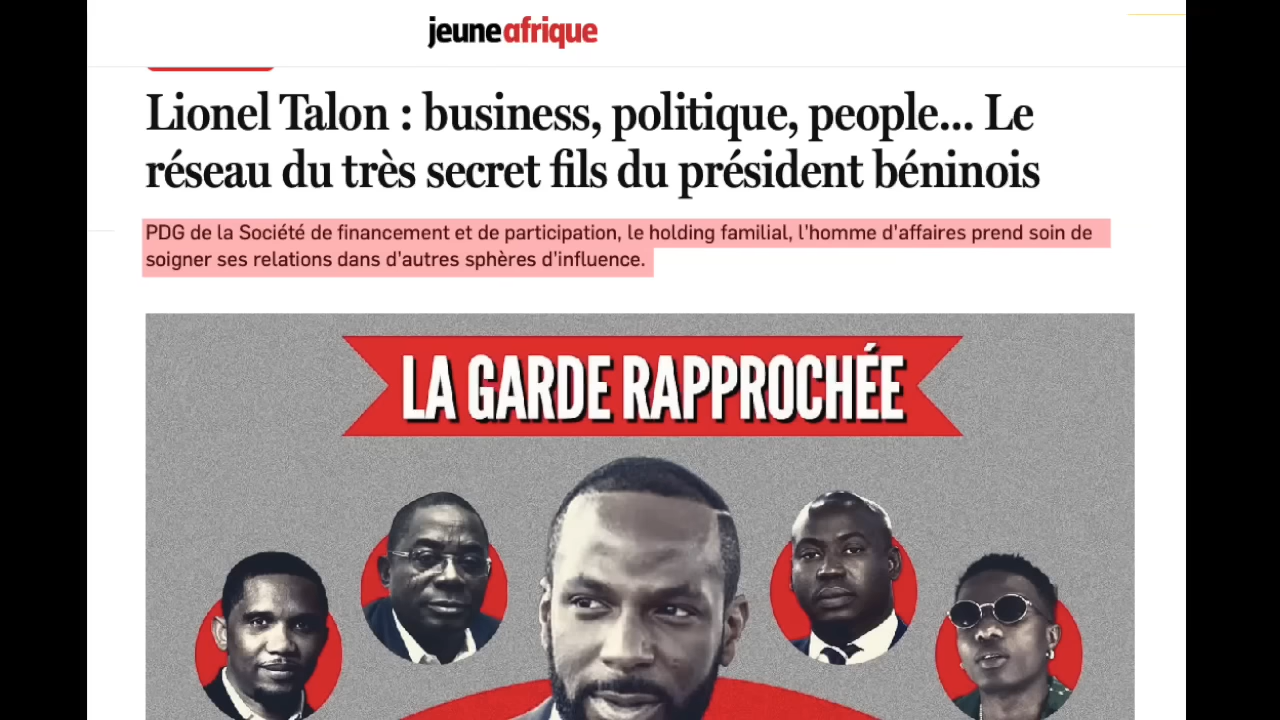 jeuneafrique
Lionel Talon : business, politique, people... Le
réseau du très secret fils du président béninois
PDG de la Société de financement et de participation, le holding familial, l'homme d'affaires prend soin de
soigner ses relations dans d'autres sphères d'influence.
LA GARDE RAPPROCHÉE